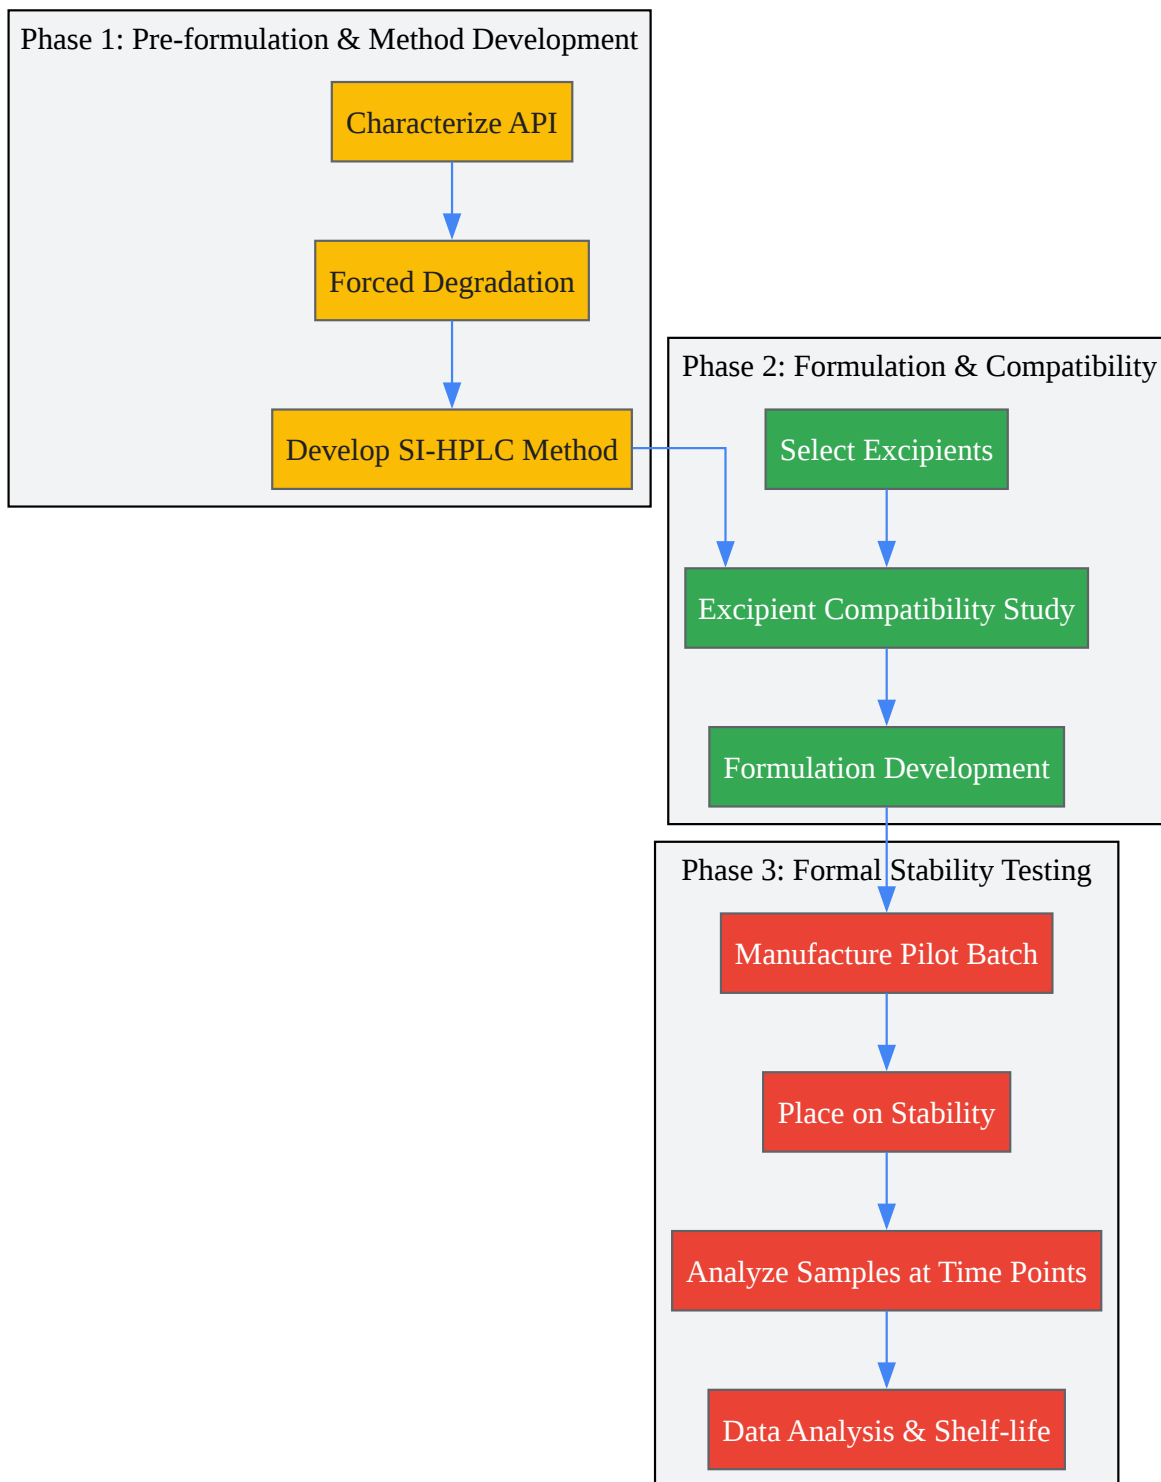 Phase 1: Pre-formulation & Method Development
Characterize API
Forced Degradation
Develop SI-HPLC Method
Phase 2: Formulation & Compatibility
Select Excipients
Excipient Compatibility Study
Formulation Development
Phase 3: Formal Stability Testing
Manufacture Pilot Batch
Place on Stability
Analyze Samples at Time Points
Data Analysis & Shelf-life